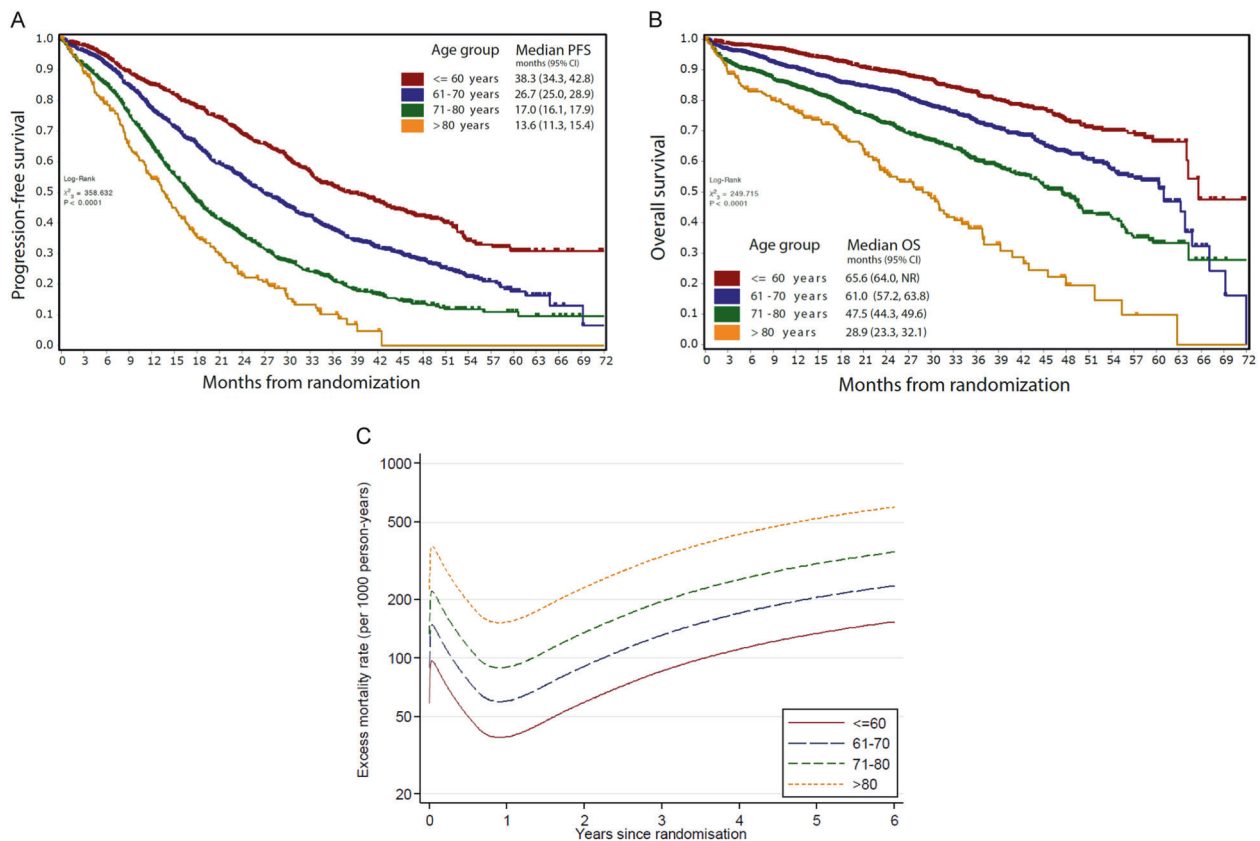 A
Progression-free survival
1.0
0.9
0.8
0.7
0.6
0.5
0.4
0.3
0.2
0.1
0.0
Age group Median PFS
months (95% CI)
<= 60 years 38.3 (34.3, 42.8)
61-70 years 26.7 (25.0, 28.9)
71-80 years 17.0 (16.1, 17.9)
>80 years 13.6 (11.3, 15.4)
Log-Rank
χ²₃ = 358.632
P < 0.0001
0 3 6 9 12 15 18 21 24 27 30 33 36 39 42 45 48 51 54 57 60 63 66 69 72
Months from randomization
B
Overall survival
1.0
0.9
0.8
0.7
0.6
0.5
0.4
0.3
0.2
0.1
0.0
Log-Rank
χ²₃ = 249.715
P < 0.0001
Age group Median OS
months (95% CI)
<= 60 years 65.6 (64.0, NR)
61-70 years 61.0 (57.2, 63.8)
71-80 years 47.5 (44.3, 49.6)
> 80 years 28.9 (23.3, 32.1)
0 3 6 9 12 15 18 21 24 27 30 33 36 39 42 45 48 51 54 57 60 63 66 69 72
Months from randomization
C
Excess mortality rate (per 1000 person-years)
1000
500
200
100
50
20
<=60
61-70
71-80
>80
0 1 2 3 4 5 6
Years since randomisation